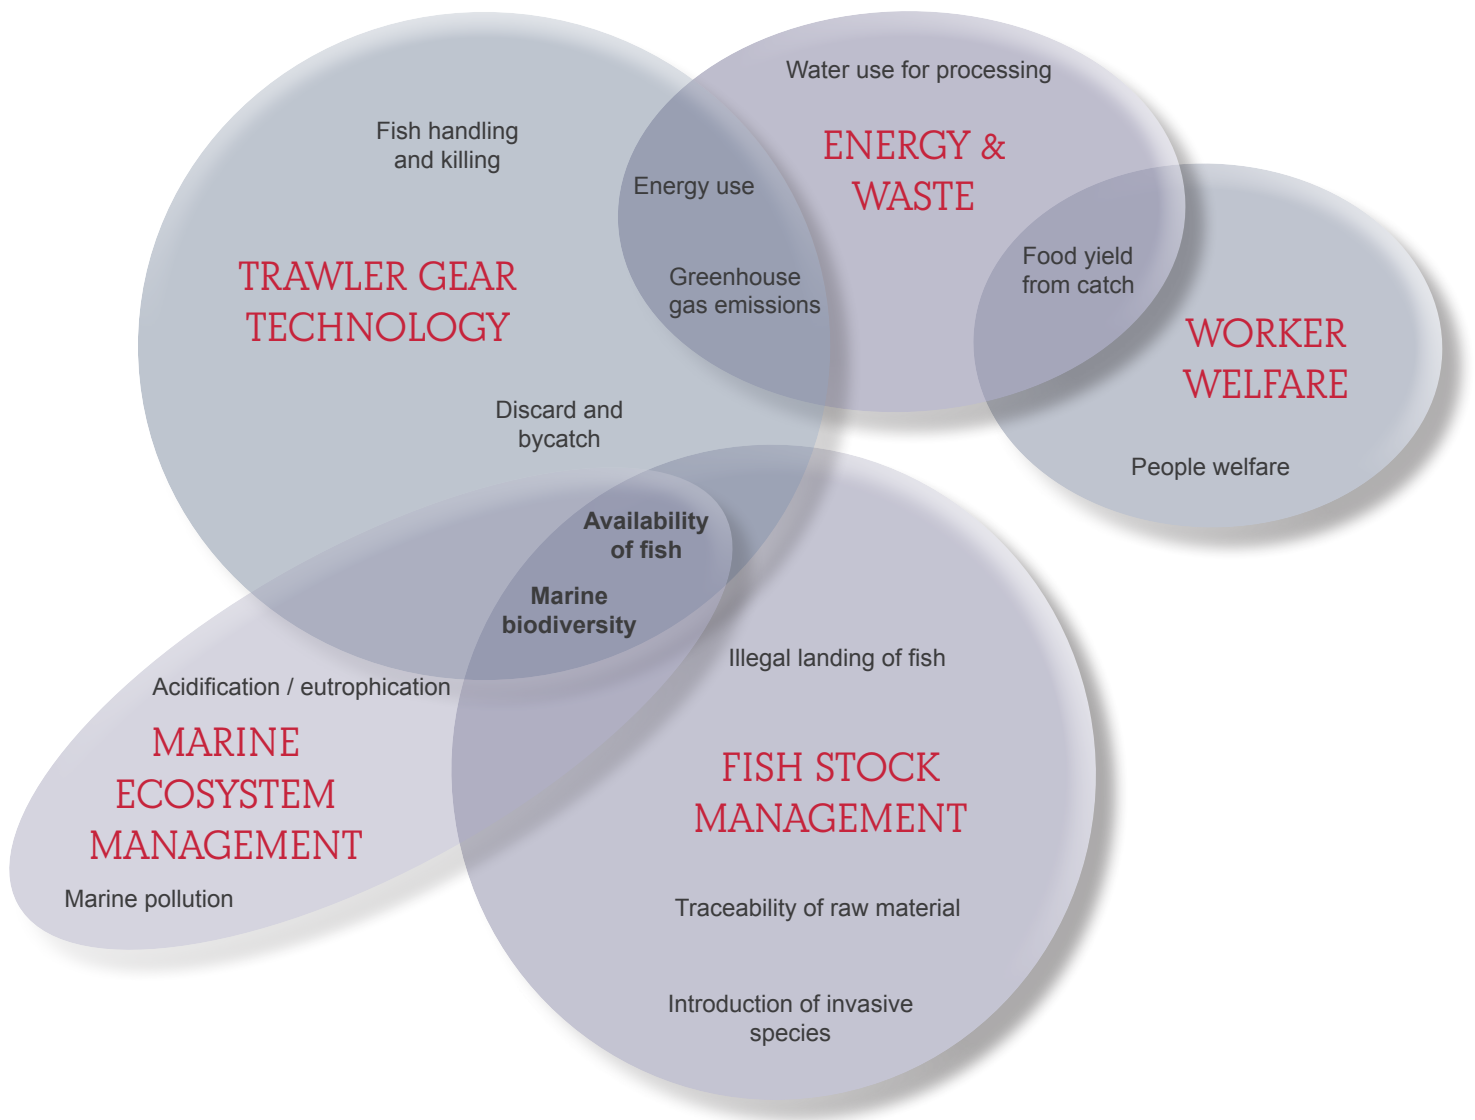 Water use for processing
ENERGY &
WASTE
Fish handling
and killing
Energy use
Greenhouse
gas emissions
TRAWLER GEAR
TECHNOLOGY
Food yield
from catch
WORKER
WELFARE
People welfare
Discard and
bycatch
Availability
of fish
Marine
biodiversity
Illegal landing of fish
Acidification / eutrophication
MARINE
ECOSYSTEM
MANAGEMENT
Marine pollution
FISH STOCK
MANAGEMENT
Traceability of raw material
Introduction of invasive
species